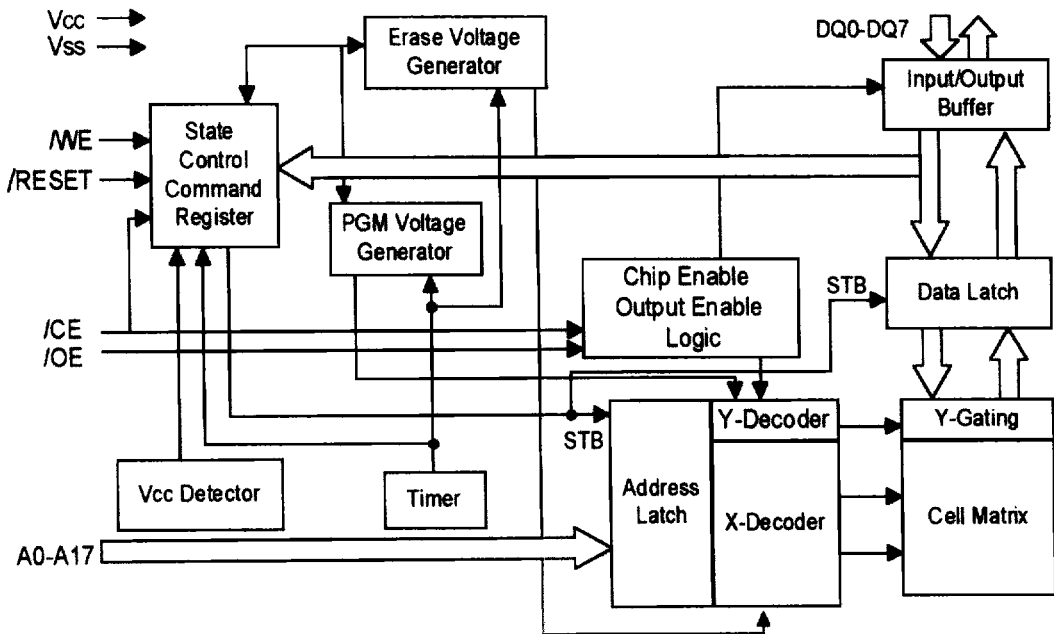 Vcc
Vss
Erase Voltage
Generator
DQ0-DQ7
Input/Output
Buffer
/WE
/RESET
State
Control
Command
Register
PGM Voltage
Generator
Chip Enable
Output Enable
Logic
STB
Data Latch
/CE
/OE
STB
Y-Decoder
Y-Gating
Vcc Detector
Timer
Address
Latch
X-Decoder
Cell Matrix
A0-A17